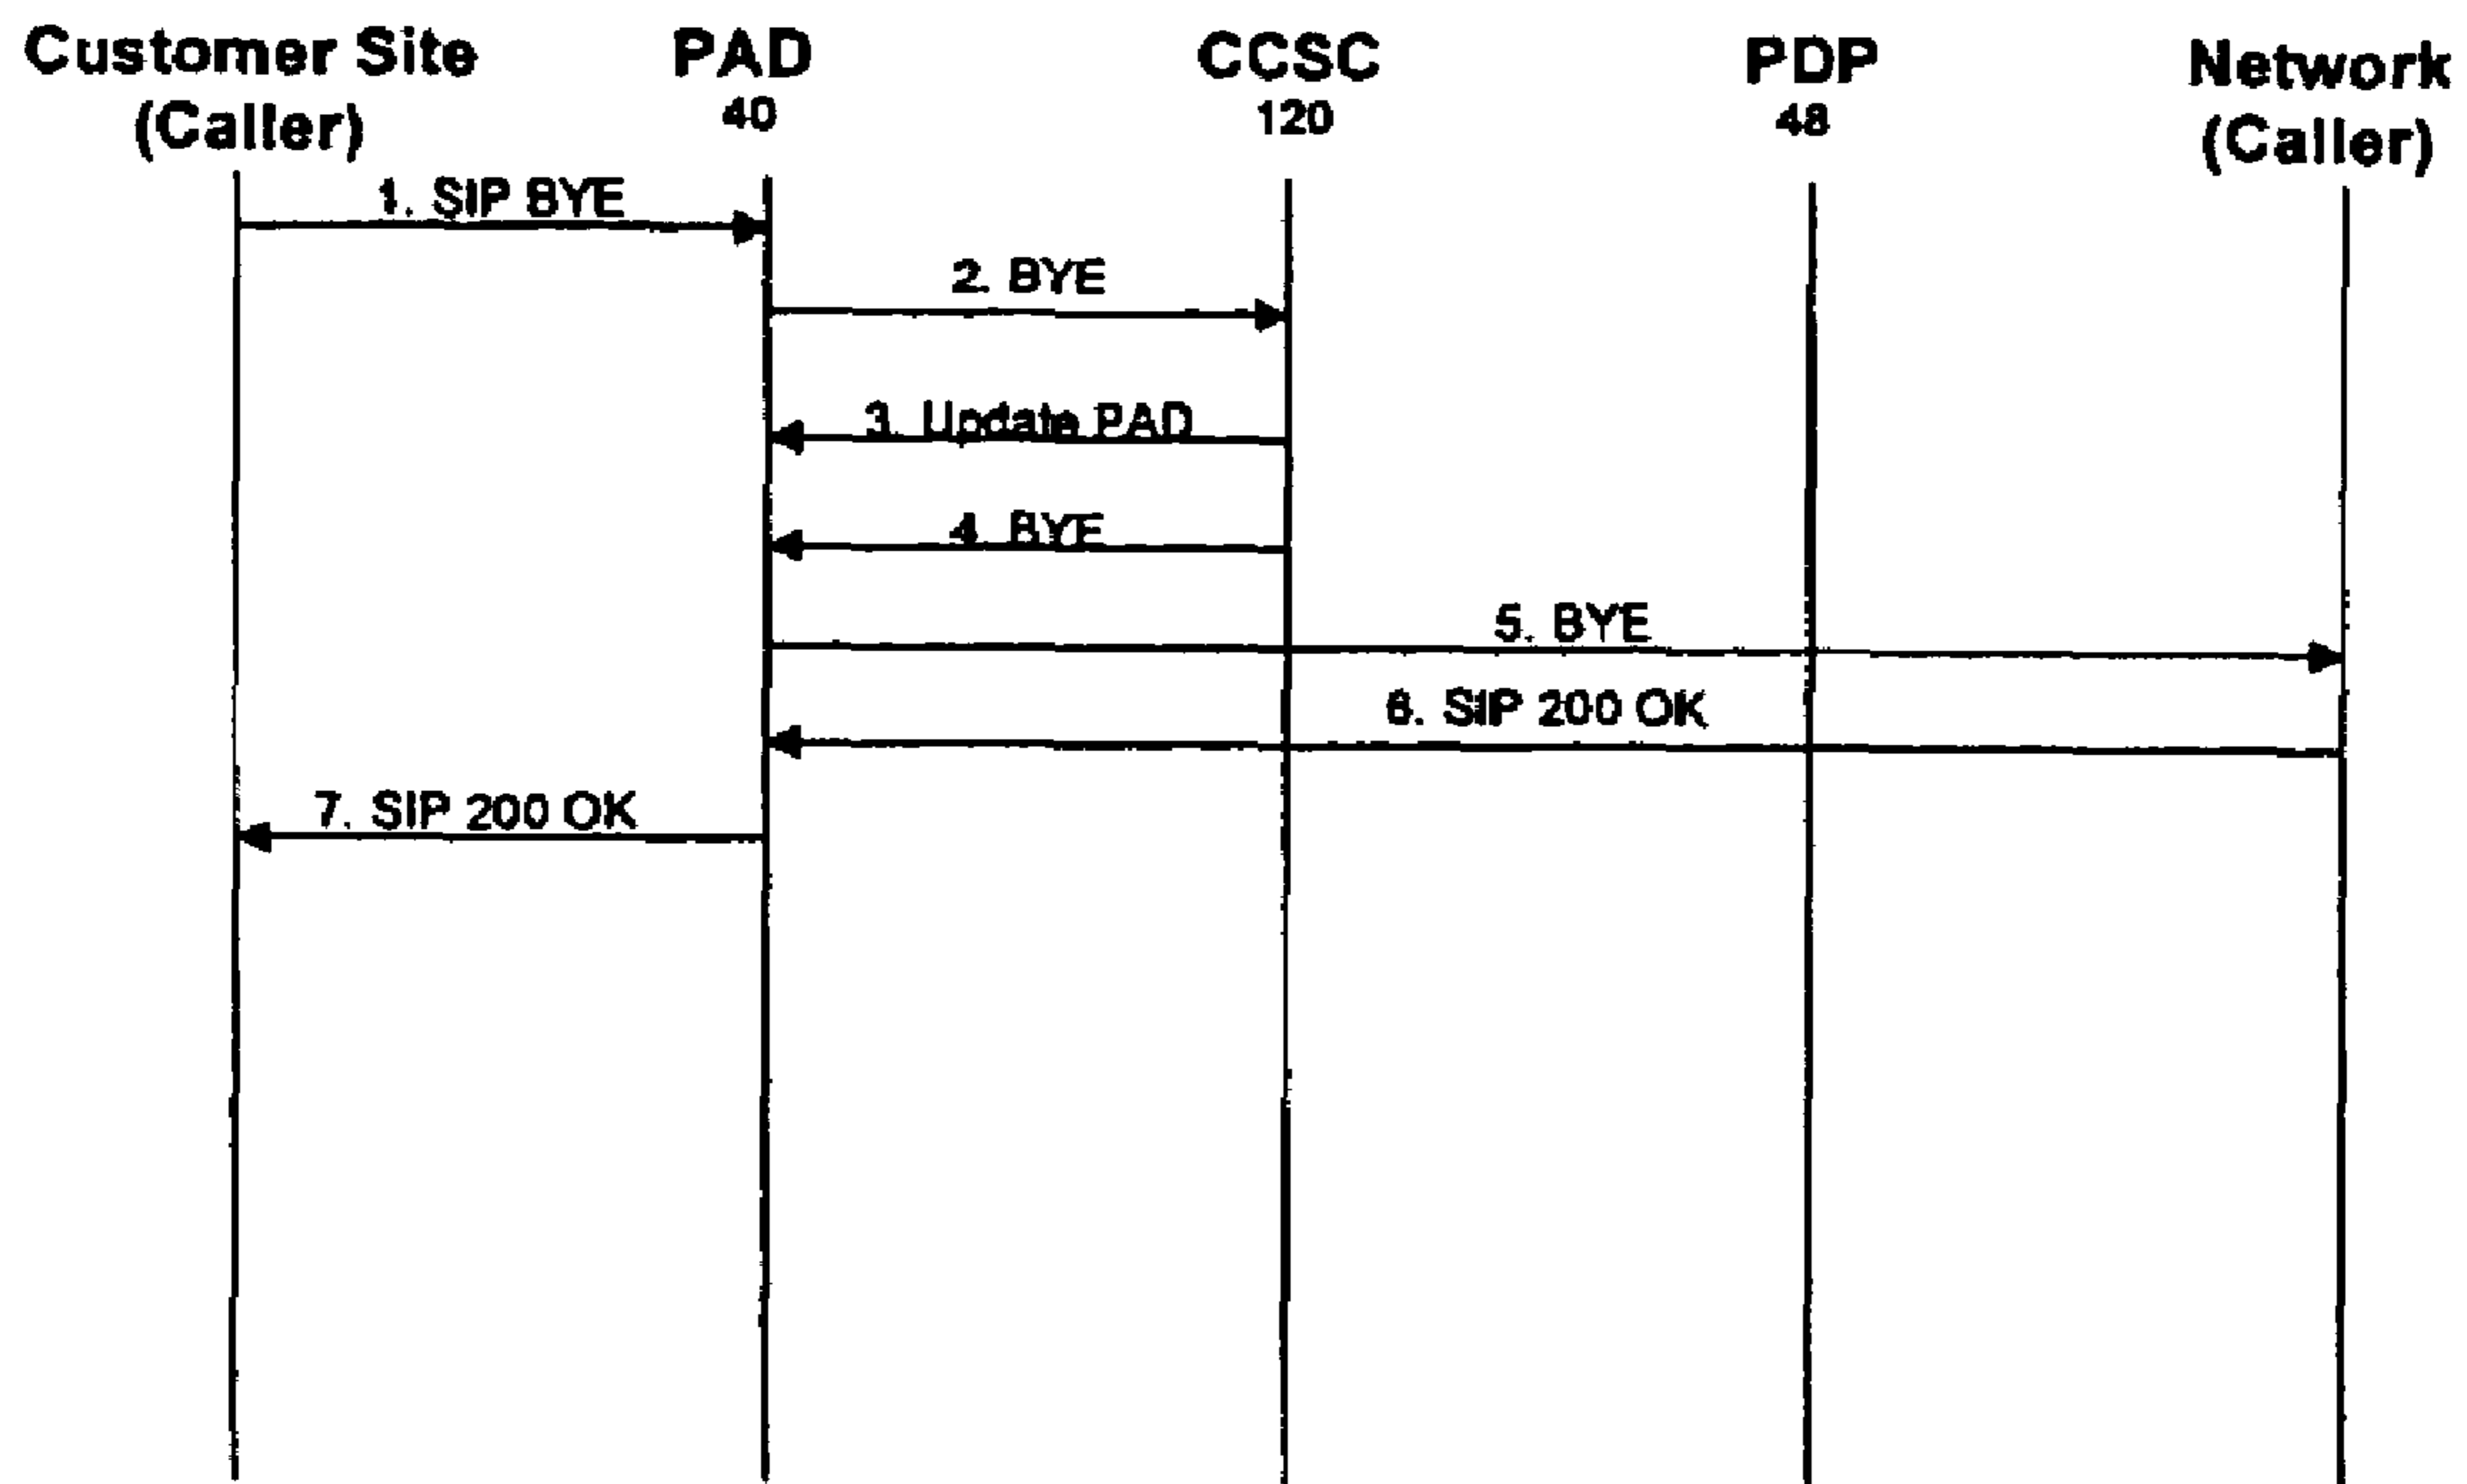 Customer Site
(Caller)
PAD
40
CCSC
120
PDP
48
Network
(Caller)
1. SIP BYE
2. BYE
3. Update PAD
4. BYE
5. BYE
6. SIP 200 OK
7. SIP 200 OK